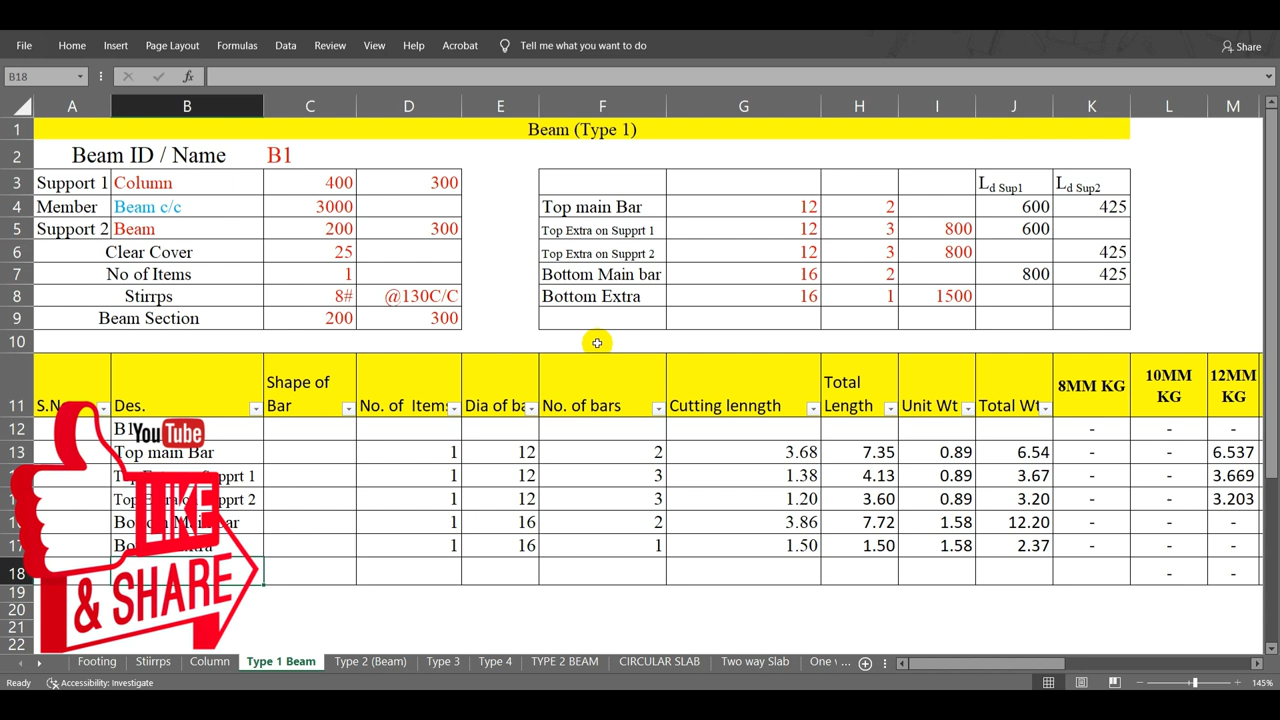 File Home Insert Page Layout Formulas Data Review View Help Acrobat Tell me what you want to do Share
B18 fx
A B C D E F G H I J K L M
1 Beam (Type 1)
2 Beam ID / Name B1
3 Support 1 Column 400 300 Ld Sup1 Ld Sup2
4 Member Beam c/c 3000 Top main Bar 12 2 600 425
5 Support 2 Beam 200 300 Top Extra on Supprt 1 12 3 800 600
6 Clear Cover 25 Top Extra on Supprt 2 12 3 800 425
7 No of Items 1 Bottom Main bar 16 2 800 425
8 Stirrps 8# @130C/C Bottom Extra 16 1 1500
9 Beam Section 200 300
10
11 Des. Shape of Bar No. of Items Dia of ba No. of bars Cutting lenngth Total Length Unit Wt Total Wt 8MM KG 10MM KG 12MM KG
12 B1 - - -
13 Top main Bar 1 12 2 3.68 7.35 0.89 6.54 - - 6.537
Supprt 1 1 12 3 1.38 4.13 0.89 3.67 - - 3.669
Supprt 2 1 12 3 1.20 3.60 0.89 3.20 - - 3.203
16 1 16 2 3.86 7.72 1.58 12.20 - - -
17 1 16 1 1.50 1.50 1.58 2.37 - - -
18 - -
19
20
21
22
YouTube
LIKE
& SHARE
Footing Stiirrps Column Type 1 Beam Type 2 (Beam) Type 3 Type 4 TYPE 2 BEAM CIRCULAR SLAB Two way Slab One ...
Ready Accessibility: Investigate 145%